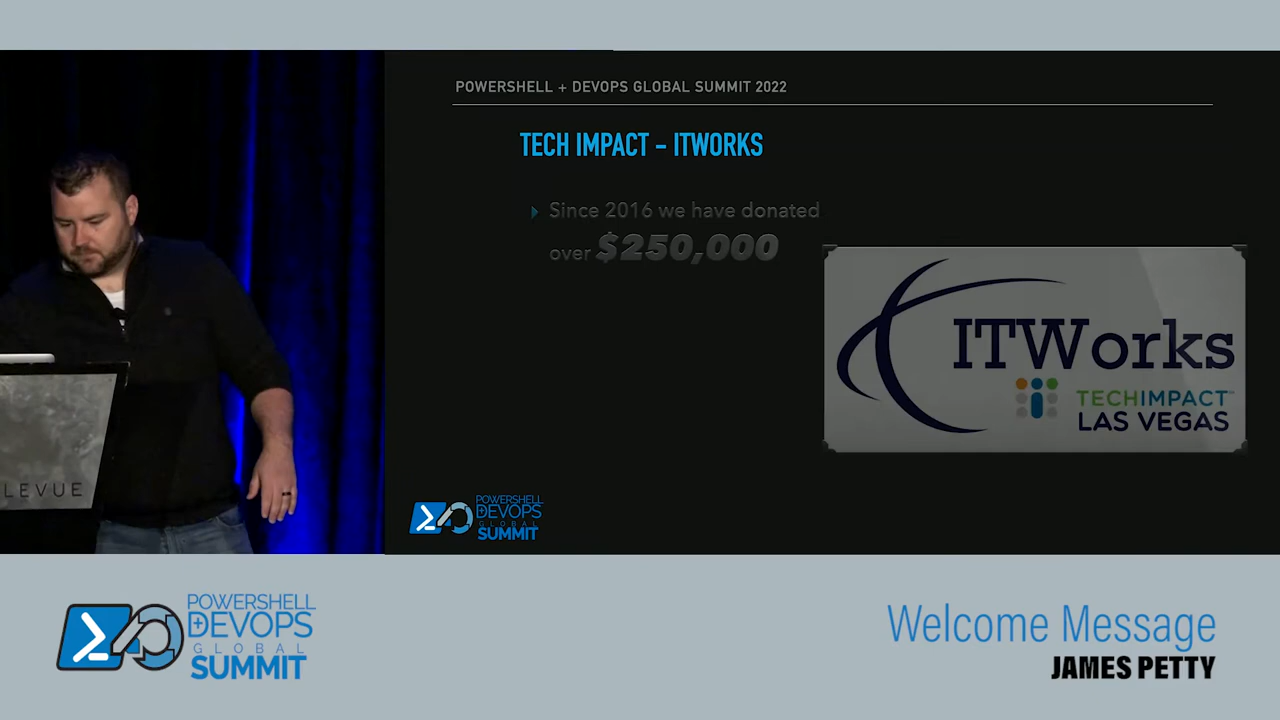 POWERSHELL + DEVOPS GLOBAL SUMMIT 2022
TECH IMPACT - ITWORKS
Since 2016 we have donated
over $250,000
ITWorks
TECHIMPACT™
LAS VEGAS
LEVUE
POWERSHELL
DEVOPS
GLOBAL
SUMMIT
POWERSHELL
DEVOPS
GLOBAL
SUMMIT
Welcome Message
JAMES PETTY